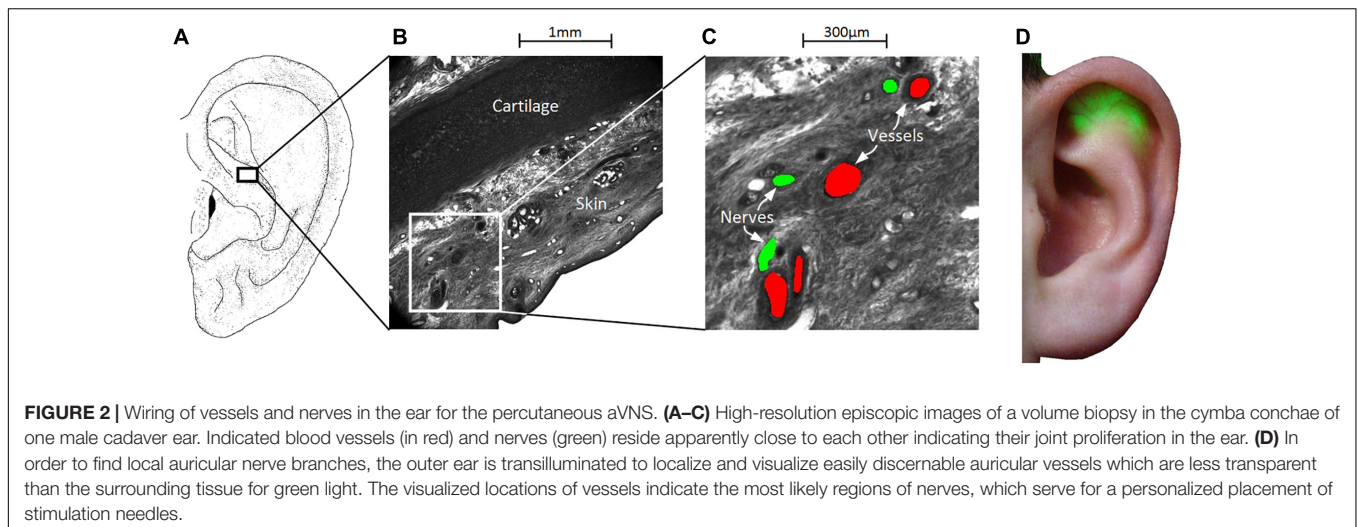 A
B
1mm
C
300µm
D
Cartilage
Skin
Vessels
Nerves
FIGURE 2 | Wiring of vessels and nerves in the ear for the percutaneous aVNS. (A–C) High-resolution episcopic images of a volume biopsy in the cymba conchae of
one male cadaver ear. Indicated blood vessels (in red) and nerves (green) reside apparently close to each other indicating their joint proliferation in the ear. (D) In
order to find local auricular nerve branches, the outer ear is transilluminated to localize and visualize easily discernable auricular vessels which are less transparent
than the surrounding tissue for green light. The visualized locations of vessels indicate the most likely regions of nerves, which serve for a personalized placement of
stimulation needles.